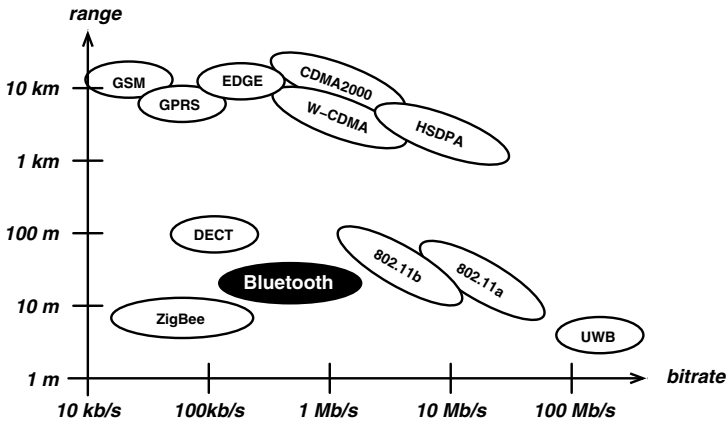 range
GSM
EDGE
CDMA2000
10 km
GPRS
W–CDMA
HSDPA
1 km
100 m
DECT
802.11b
802.11a
Bluetooth
10 m
ZigBee
UWB
1 m
bitrate
10 kb/s
100kb/s
1 Mb/s
10 Mb/s
100 Mb/s